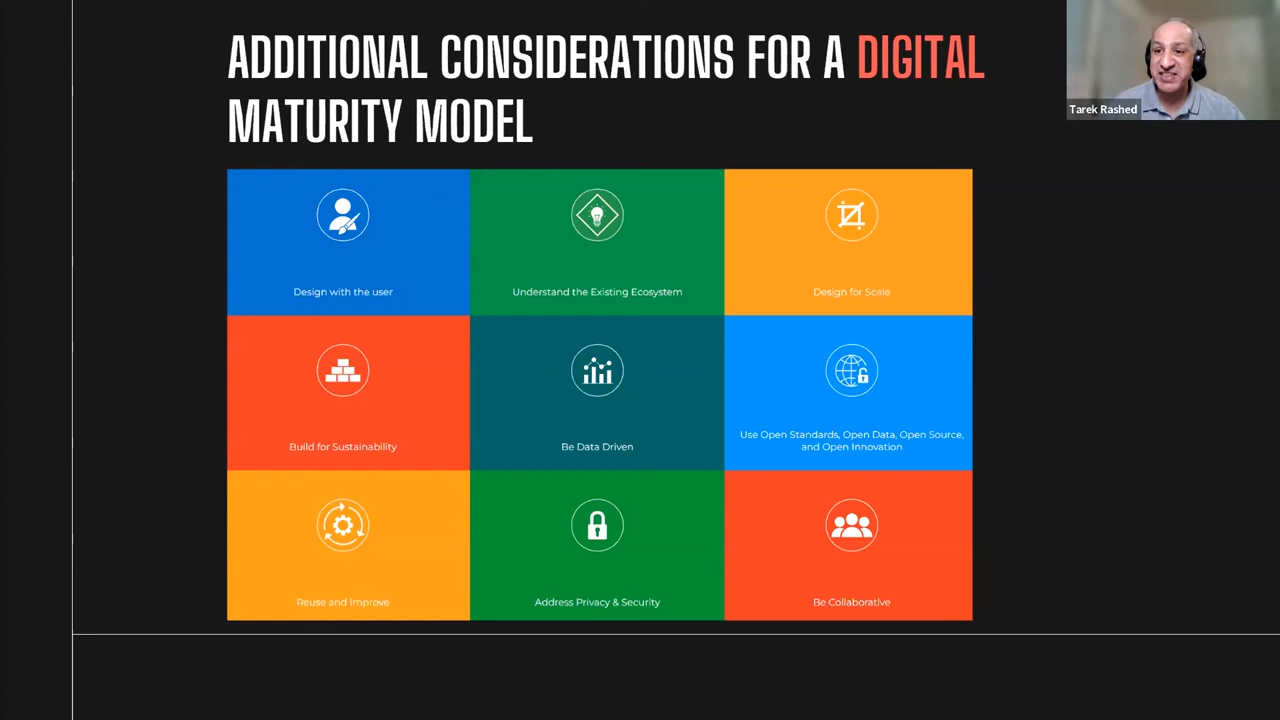 ADDITIONAL CONSIDERATIONS FOR A DIGITAL
MATURITY MODEL
Tarek Rashed
Design with the user
Understand the Existing Ecosystem
Design for Scale
Build for Sustainability
Be Data Driven
Use Open Standards, Open Data, Open Source,
and Open Innovation
Reuse and Improve
Address Privacy & Security
Be Collaborative